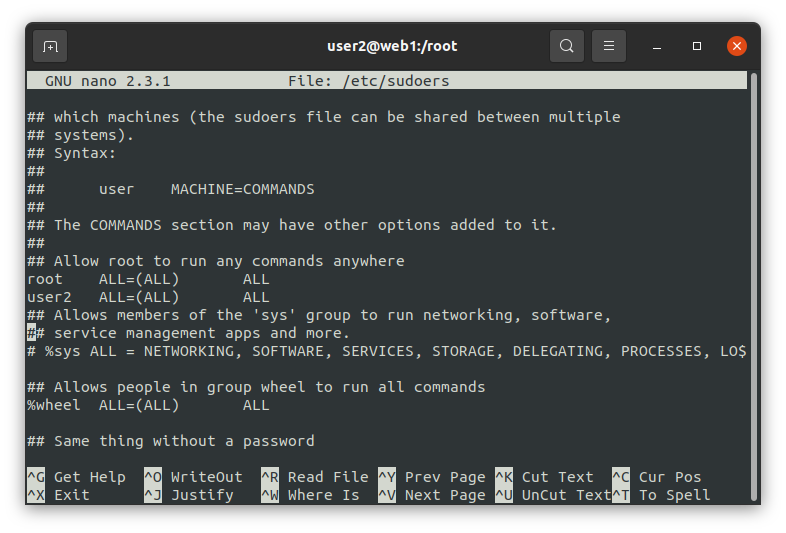 user2@web1:/root
GNU nano 2.3.1 File: /etc/sudoers
## which machines (the sudoers file can be shared between multiple
## systems).
## Syntax:
##
## user MACHINE=COMMANDS
##
## The COMMANDS section may have other options added to it.
##
## Allow root to run any commands anywhere
root ALL=(ALL) ALL
user2 ALL=(ALL) ALL
## Allows members of the 'sys' group to run networking, software,
## service management apps and more.
# %sys ALL = NETWORKING, SOFTWARE, SERVICES, STORAGE, DELEGATING, PROCESSES, LO$
## Allows people in group wheel to run all commands
%wheel ALL=(ALL) ALL
## Same thing without a password
^G Get Help ^O WriteOut ^R Read File ^Y Prev Page ^K Cut Text ^C Cur Pos
^X Exit ^J Justify ^W Where Is ^V Next Page ^U UnCut Text ^T To Spell